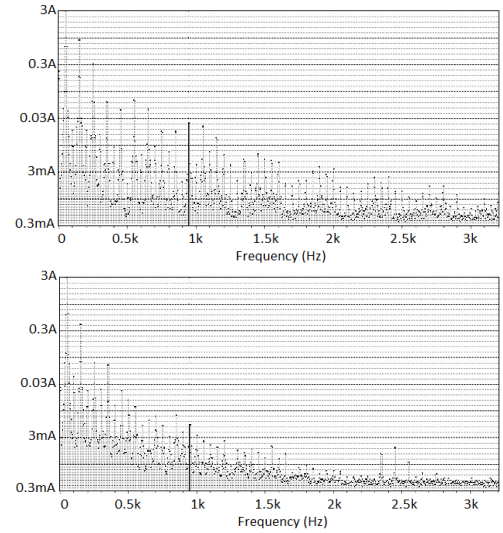 3A
0.3A
0.03A
3mA
0.3mA
0 0.5k 1k 1.5k 2k 2.5k 3k
Frequency (Hz)
3A
0.3A
0.03A
3mA
0.3mA
0 0.5k 1k 1.5k 2k 2.5k 3k
Frequency (Hz)